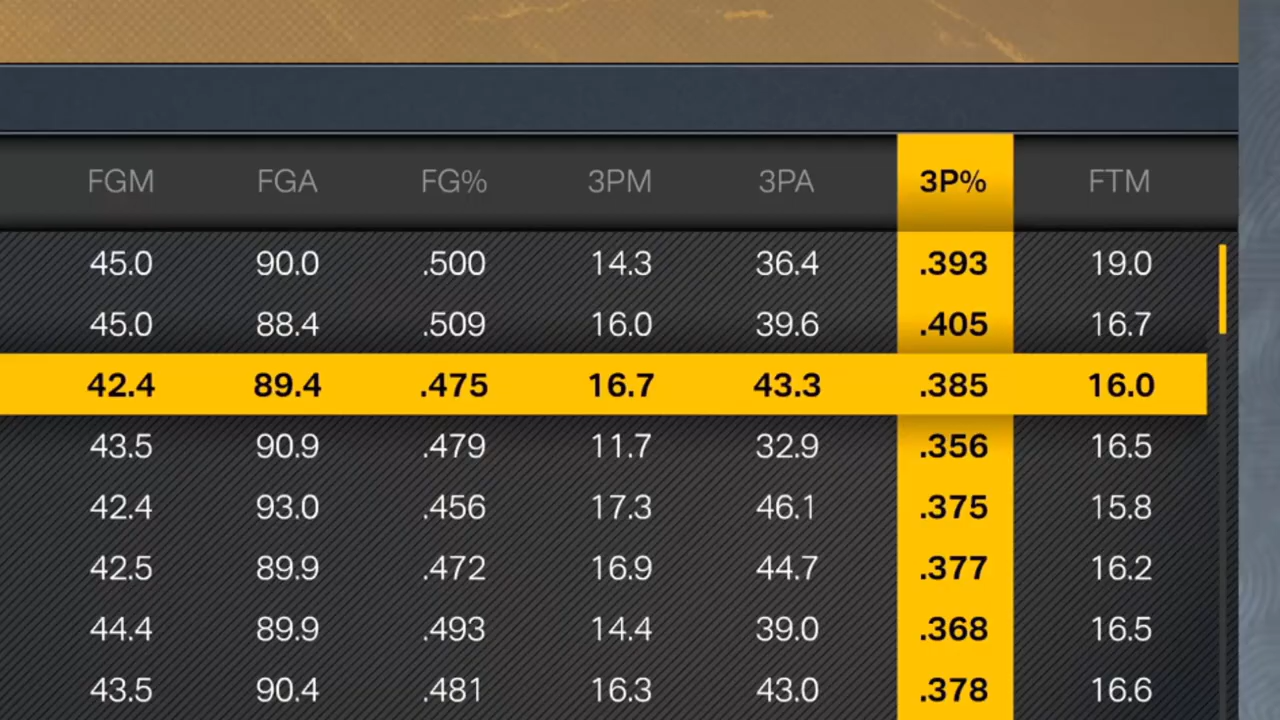 FGM FGA FG% 3PM 3PA 3P% FTM
45.0 90.0 .500 14.3 36.4 .393 19.0
45.0 88.4 .509 16.0 39.6 .405 16.7
42.4 89.4 .475 16.7 43.3 .385 16.0
43.5 90.9 .479 11.7 32.9 .356 16.5
42.4 93.0 .456 17.3 46.1 .375 15.8
42.5 89.9 .472 16.9 44.7 .377 16.2
44.4 89.9 .493 14.4 39.0 .368 16.5
43.5 90.4 .481 16.3 43.0 .378 16.6